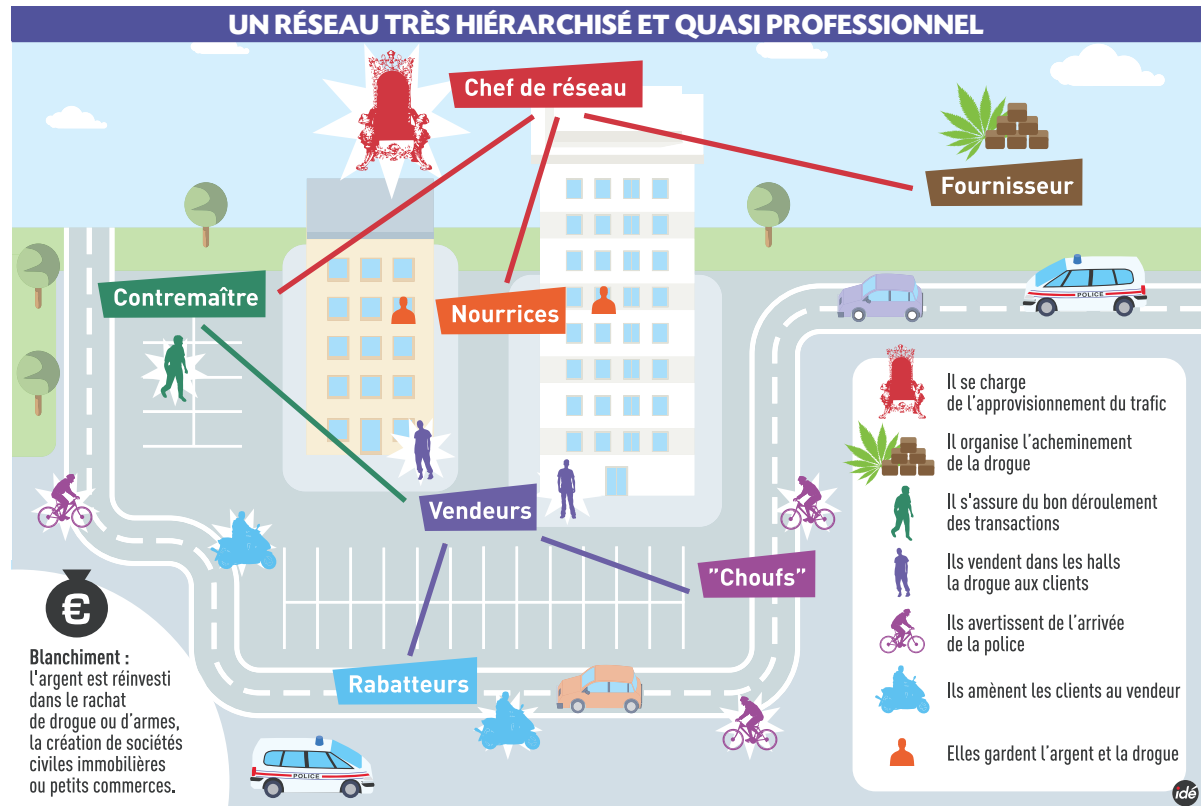 UN RÉSEAU TRÈS HIÉRARCHISÉ ET QUASI PROFESSIONNEL
Chef de réseau
Fournisseur
Contremaître
Nourrices
POLICE
Vendeurs
"Choufs"
Rabatteurs
POLICE
€
Blanchiment :
l'argent est réinvesti
dans le rachat
de drogue ou d'armes,
la création de sociétés
civiles immobilières
ou petits commerces.
Il se charge
de l'approvisionnement du trafic
Il organise l'acheminement
de la drogue
Il s'assure du bon déroulement
des transactions
Ils vendent dans les halls
la drogue aux clients
Ils avertissent de l'arrivée
de la police
Ils amènent les clients au vendeur
Elles gardent l'argent et la drogue
idé